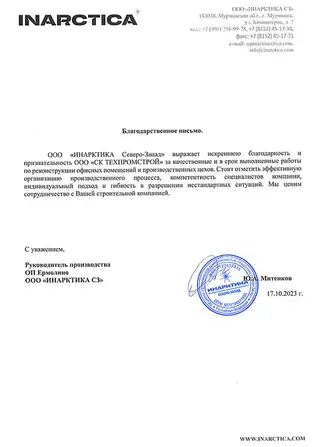 INARCTICA
ООО «ИНАРКТИКА СЗ»
Благодарственное письмо.
ООО «ИНАРКТИКА Северо-Запад» выражает искреннюю благодарность и
признательность ООО «СК ТЕХПРОМСТРОЙ» за качественные и в срок выполненные работы
по реконструкции офисных помещений и производственных цехов. Стоит отметить эффективную
организацию производственного процесса, компетентность специалистов компании,
индивидуальный подход и гибкость в разрешении нестандартных ситуаций. Мы ценим
сотрудничество с Вашей строительной компанией.
С уважением,
Руководитель производства
ОП Ермолино
ООО «ИНАРКТИКА СЗ»
Ю.А. Митенков
ИНАРКТИКА
17.10.2023 г.
WWW.INARCTICA.COM